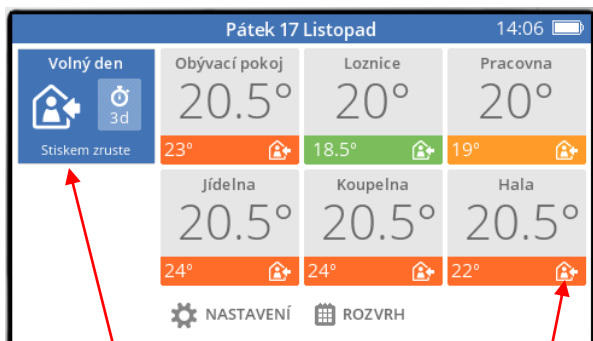 Pátek 17 Listopad 14:06
Volný den
3d
Stiskem zruste
Obývací pokoj Loznice Pracovna
20.5° 20° 20°
23° 18.5° 19°
Jídelna Koupelna Hala
20.5° 20.5° 20.5°
24° 24° 22°
NASTAVENÍ ROZVRH